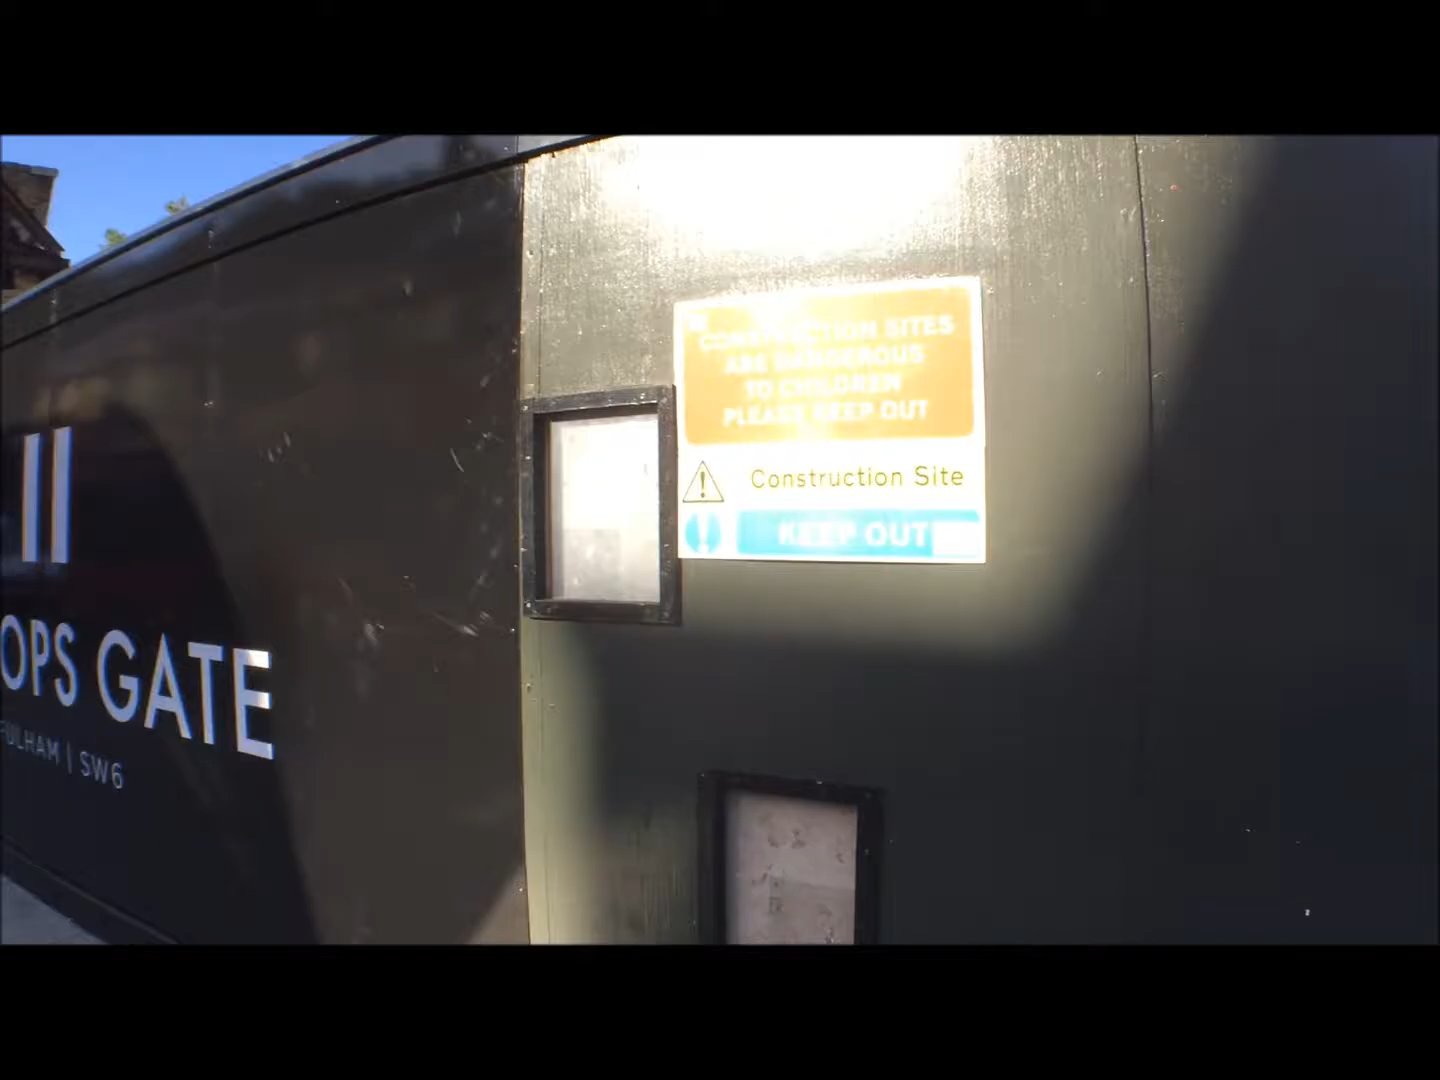 OPS GATE
FULHAM | SW6
CONSTRUCTION SITES
ARE DANGEROUS
TO CHILDREN
PLEASE KEEP OUT
Construction Site
KEEP OUT